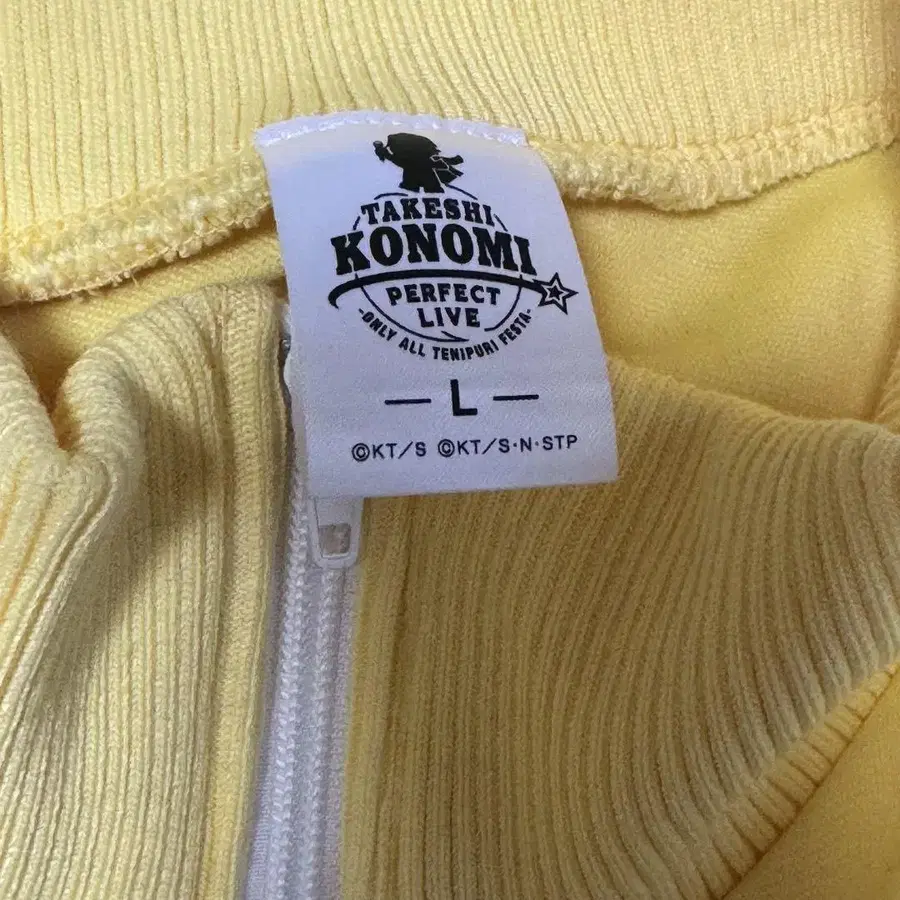 TAKESHI
KONOMI
PERFECT
LIVE
-ONLY ALL TENIPURI FESTA-
— L —
©KT/S ©KT/S·N·STP